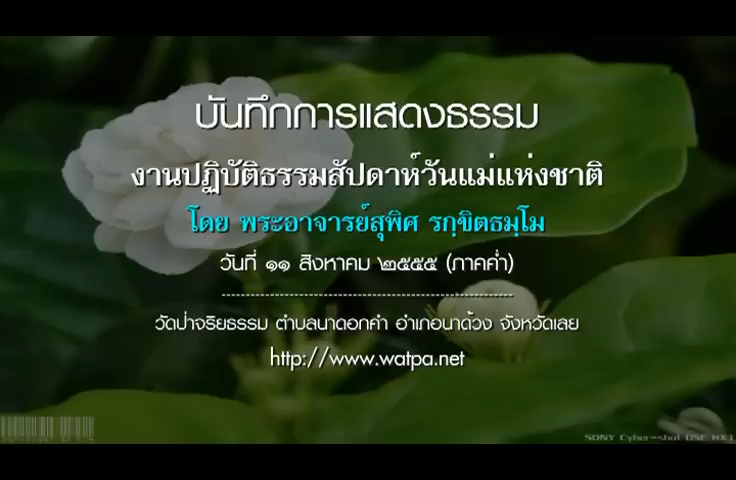 บันทึกการแสดงธรรม
งานปฏิบัติธรรมสัปดาห์วันแม่แห่งชาติ
โดย พระอาจารย์สุพิศ รกฺขิตธมฺโม
วันที่ ๑๑ สิงหาคม ๒๕๕๕ (ภาคค่ำ)
วัดป่าจริยธรรม ตำบลนาดอกคำ อำเภอนาด้วง จังหวัดเลย
http://www.watpa.net
SONY Cyber-shot DSC HX1